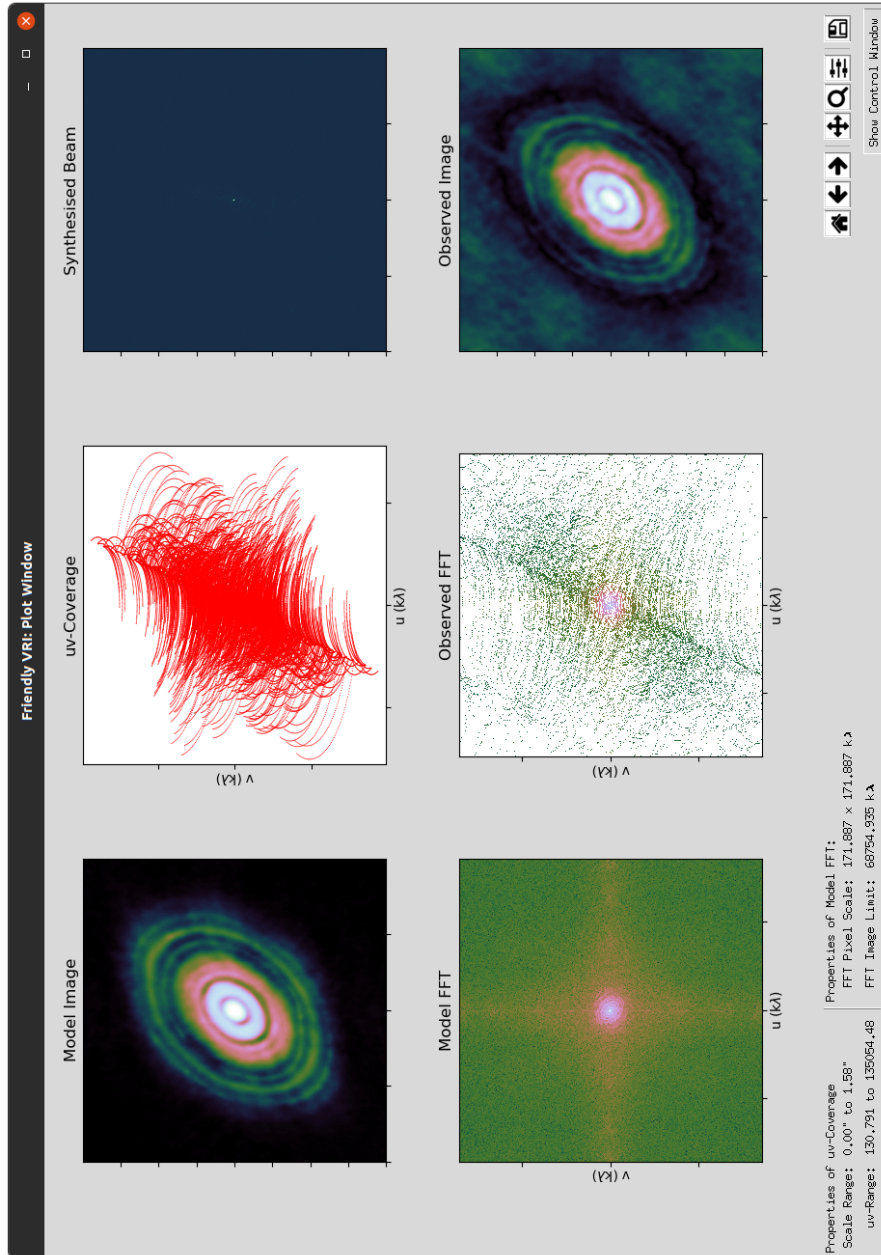 Friendly VRI: Plot Window
Model Image
uv-Coverage
Synthesised Beam
v (kλ)
u (kλ)
Model FFT
Observed FFT
Observed Image
v (kλ)
v (kλ)
u (kλ)
u (kλ)
Properties of uv-Coverage
Scale Range: 0.00" to 1.58"
uv-Range: 130.791 to 135054.48
Properties of Model FFT:
FFT Pixel Scale: 171.887 × 171.887 kλ
FFT Image Limit: 68754.935 kλ
Show Control Window